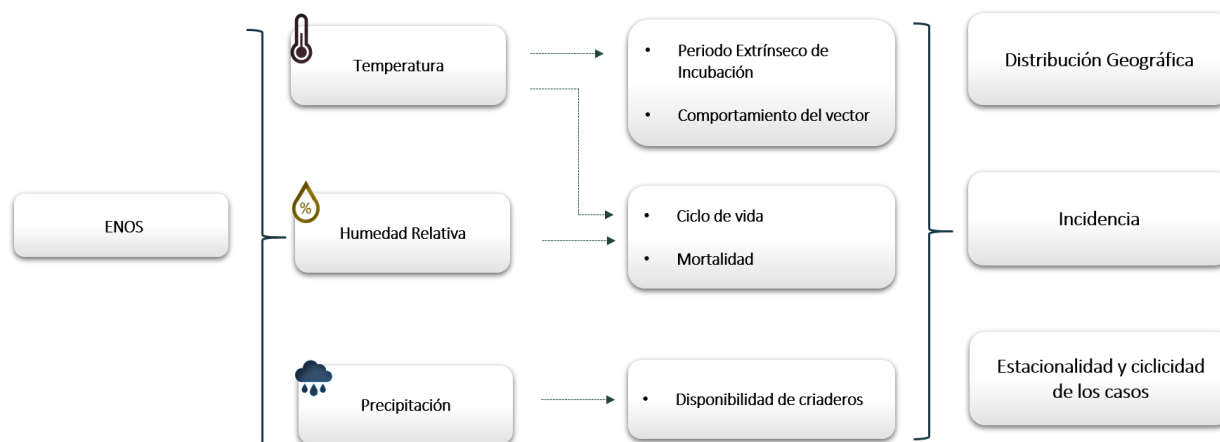 ENOS
Temperatura
%
Humedad Relativa
Precipitación
• Periodo Extrínseco de
Incubación
• Comportamiento del vector
• Ciclo de vida
• Mortalidad
• Disponibilidad de criaderos
Distribución Geográfica
Incidencia
Estacionalidad y ciclicidad
de los casos